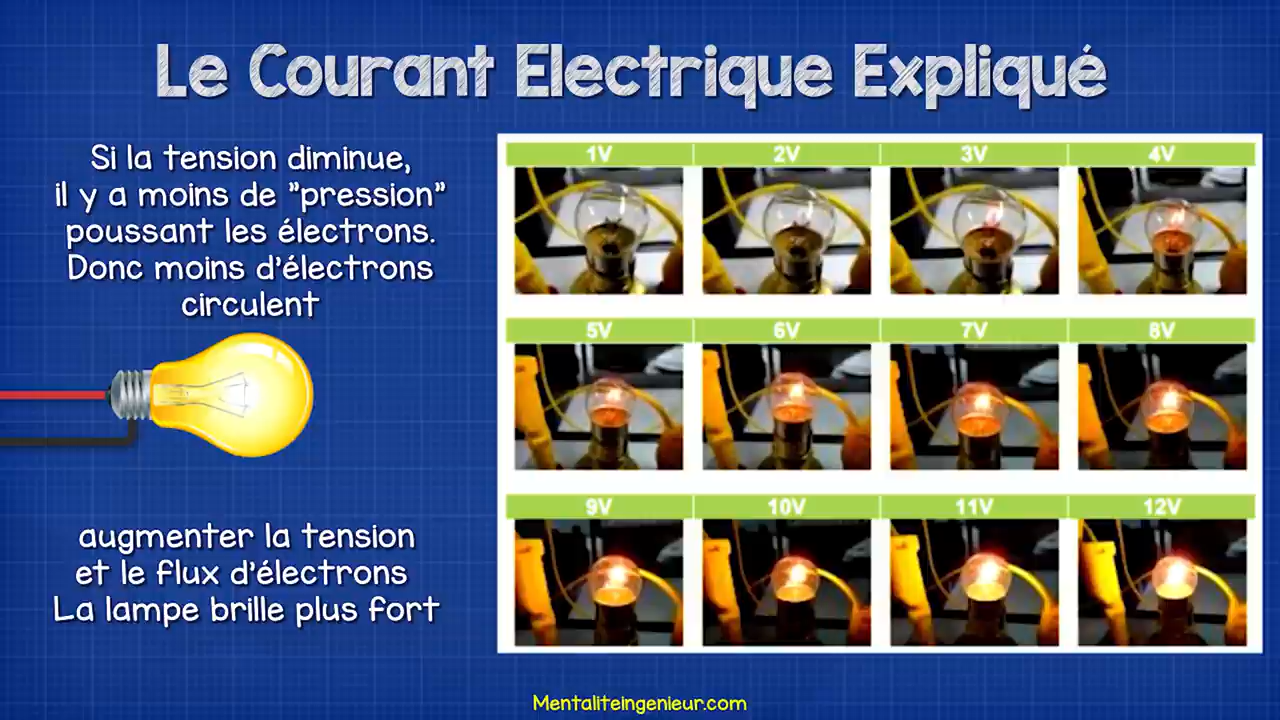 Le Courant Electrique Expliqué
Si la tension diminue,
il y a moins de "pression"
poussant les électrons.
Donc moins d'électrons
circulent
augmenter la tension
et le flux d'électrons
La lampe brille plus fort
1V 2V 3V 4V
5V 6V 7V 8V
9V 10V 11V 12V
Mentaliteingenieur.com